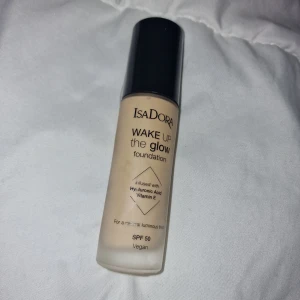 IsaDora
WAKE UP
the glow
foundation
Infused with
Hyaluronic Acid
Vitamin E
SPF 50
Vegan